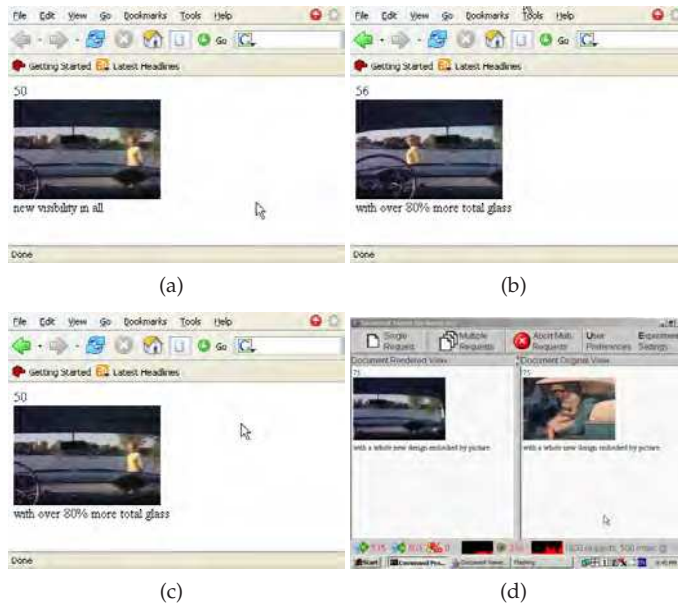 File Edit View Go Bookmarks Tools Help
Go
Getting Started Latest Headlines
50
new visibility in all
Done
(a)
File Edit View Go Bookmarks Tools Help
Go
Getting Started Latest Headlines
56
with over 80% more total glass
Done
(b)
File Edit View Go Bookmarks Tools Help
Go
Getting Started Latest Headlines
50
with over 80% more total glass
Done
(c)
Single Request Multiple Requests Abort Multi Requests User Preferences Experiment Settings
Document Rendered View Document Original View
75 75
with a whole new design embodied by picture with a whole new design embodied by picture
Start
(d)